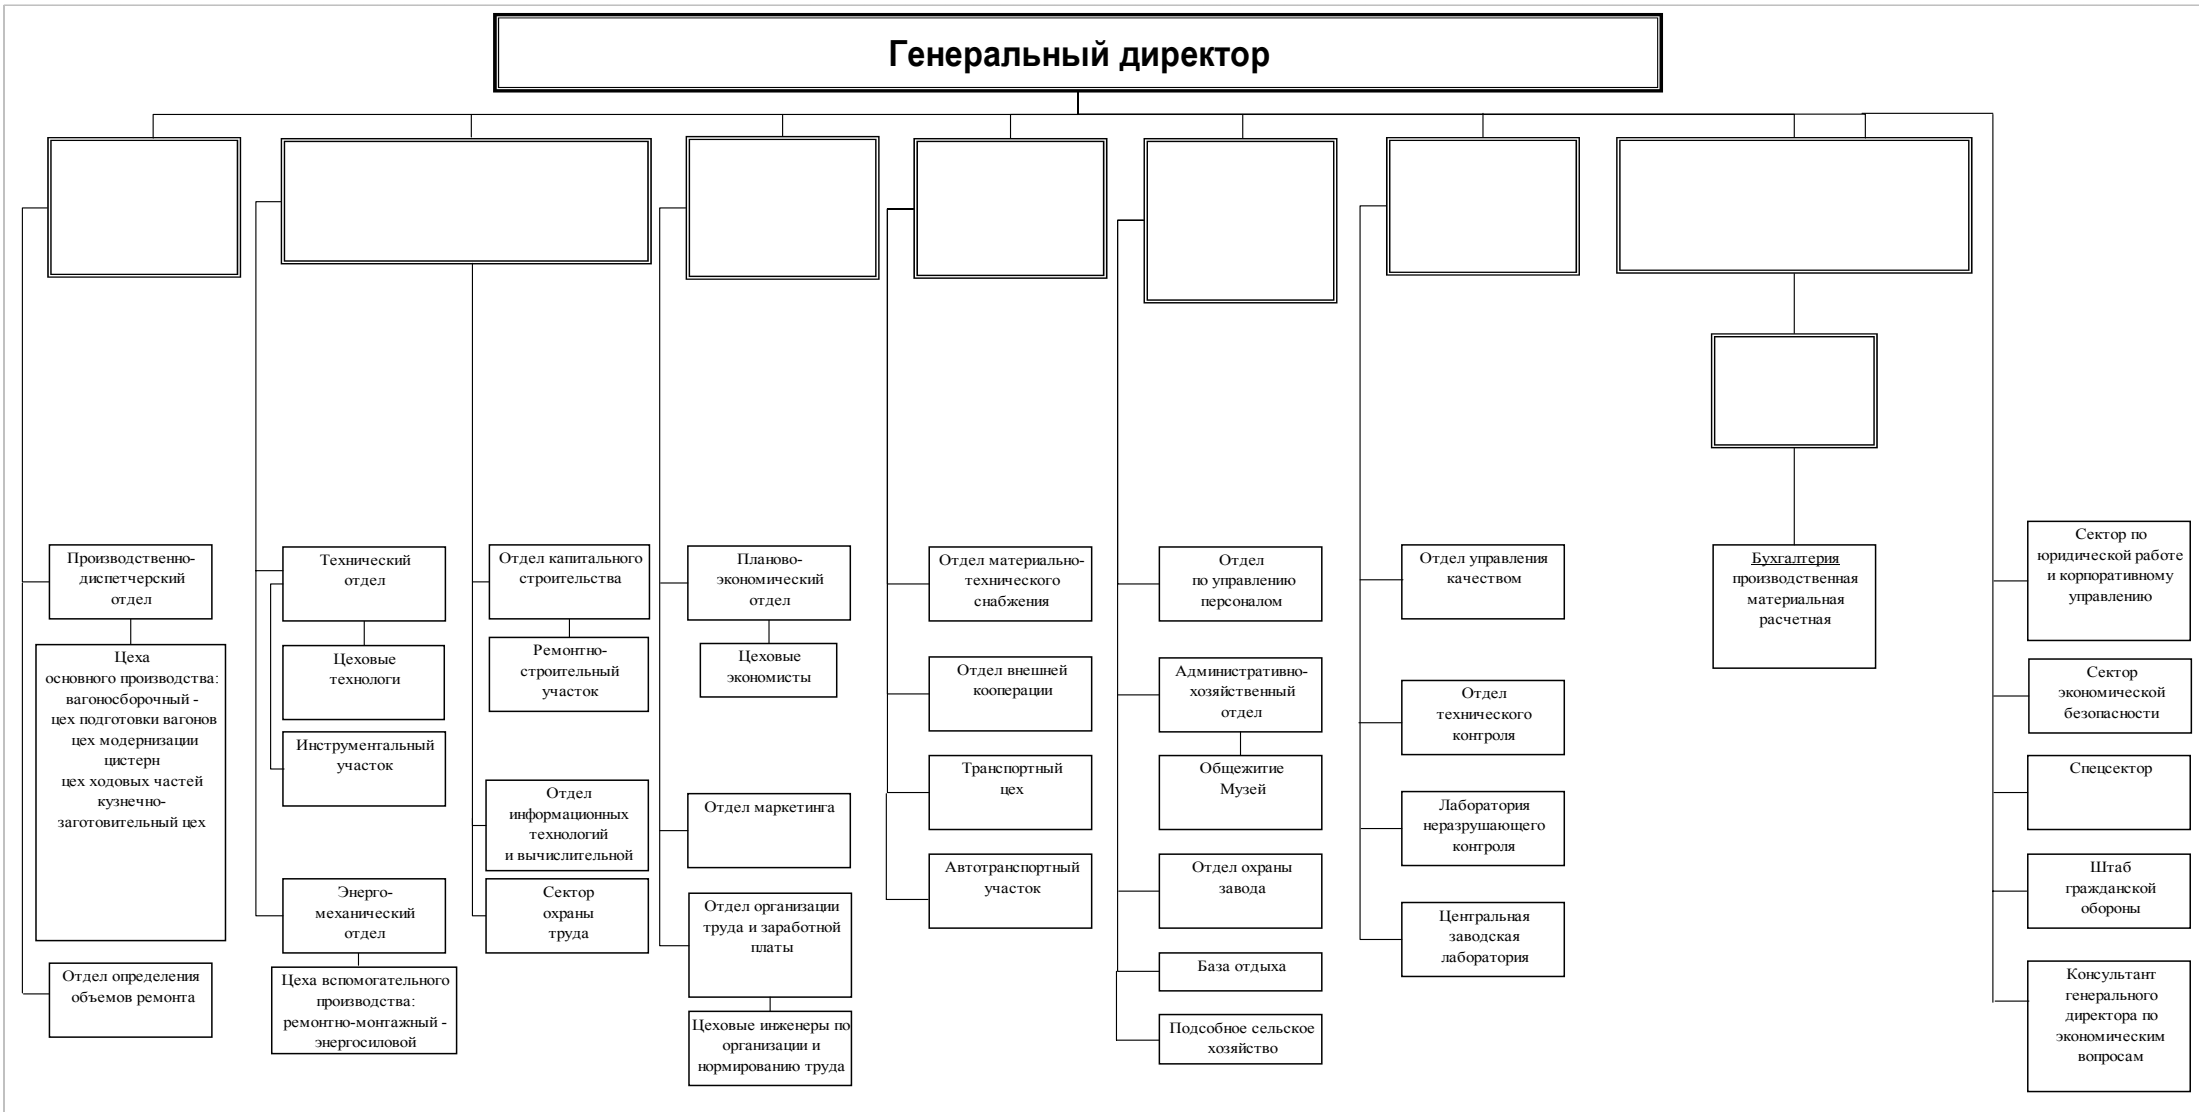 Генеральный директор
Производственно-
диспетчерский
отдел
Цеха
основного производства:
вагоносборочный -
цех подготовки вагонов
цех модернизации
цистерн
цех ходовых частей
кузнечно-
заготовительный цех
Отдел определения
объемов ремонта
Технический
отдел
Цеховые
технологи
Инструментальный
участок
Энерго-
механический
отдел
Цеха вспомогательного
производства:
ремонтно-монтажный -
энергосиловой
Отдел капитального
строительства
Ремонтно-
строительный
участок
Отдел
информационных
технологий
и вычислительной
Сектор
охраны
труда
Планово-
экономический
отдел
Цеховые
экономисты
Отдел маркетинга
Отдел организации
труда и заработной
платы
Цеховые инженеры по
организации и
нормированию труда
Отдел материально-
технического
снабжения
Отдел внешней
кооперации
Транспортный
цех
Автотранспортный
участок
Отдел
по управлению
персоналом
Административно-
хозяйственный
отдел
Общежитие
Музей
Отдел охраны
завода
База отдыха
Подсобное сельское
хозяйство
Отдел управления
качеством
Отдел
технического
контроля
Лаборатория
неразрушающего
контроля
Центральная
заводская
лаборатория
Бухгалтерия
производственная
материальная
расчетная
Сектор по
юридической работе
и корпоративному
управлению
Сектор
экономической
безопасности
Спецсектор
Штаб
гражданской
обороны
Консультант
генерального
директора по
экономическим
вопросам